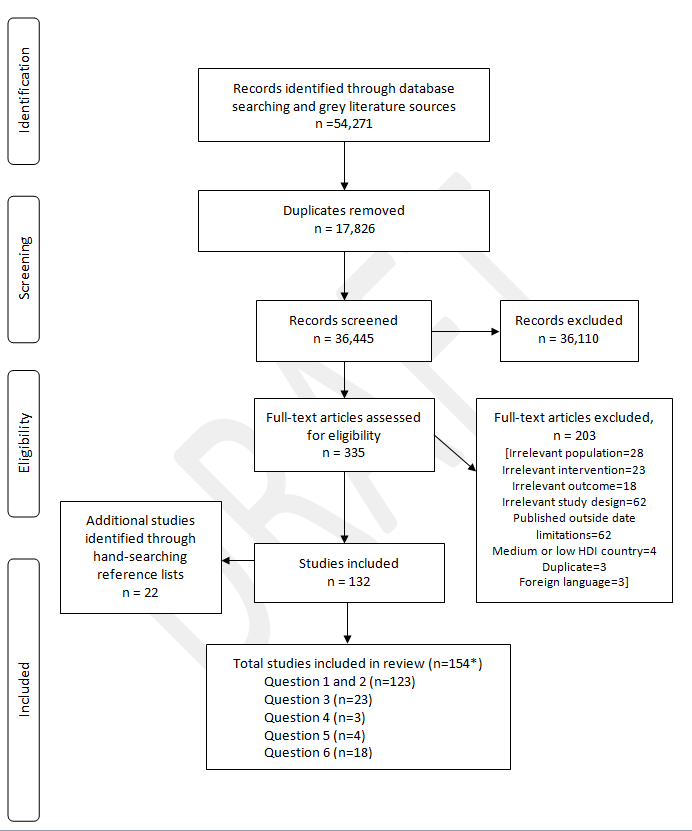 Identification
Records identified through database
searching and grey literature sources
n =54,271
Screening
Duplicates removed
n = 17,826
Records screened
n = 36,445
Records excluded
n = 36,110
Eligibility
Full-text articles assessed
for eligibility
n = 335
Full-text articles excluded,
n = 203
[Irrelevant population=28
Irrelevant intervention=23
Irrelevant outcome=18
Irrelevant study design=62
Published outside date
limitations=62
Medium or low HDI country=4
Duplicate=3
Foreign language=3]
Additional studies
identified through
hand-searching
reference lists
n = 22
Studies included
n = 132
Included
Total studies included in review (n=154*)
Question 1 and 2 (n=123)
Question 3 (n=23)
Question 4 (n=3)
Question 5 (n=4)
Question 6 (n=18)
DRAFT